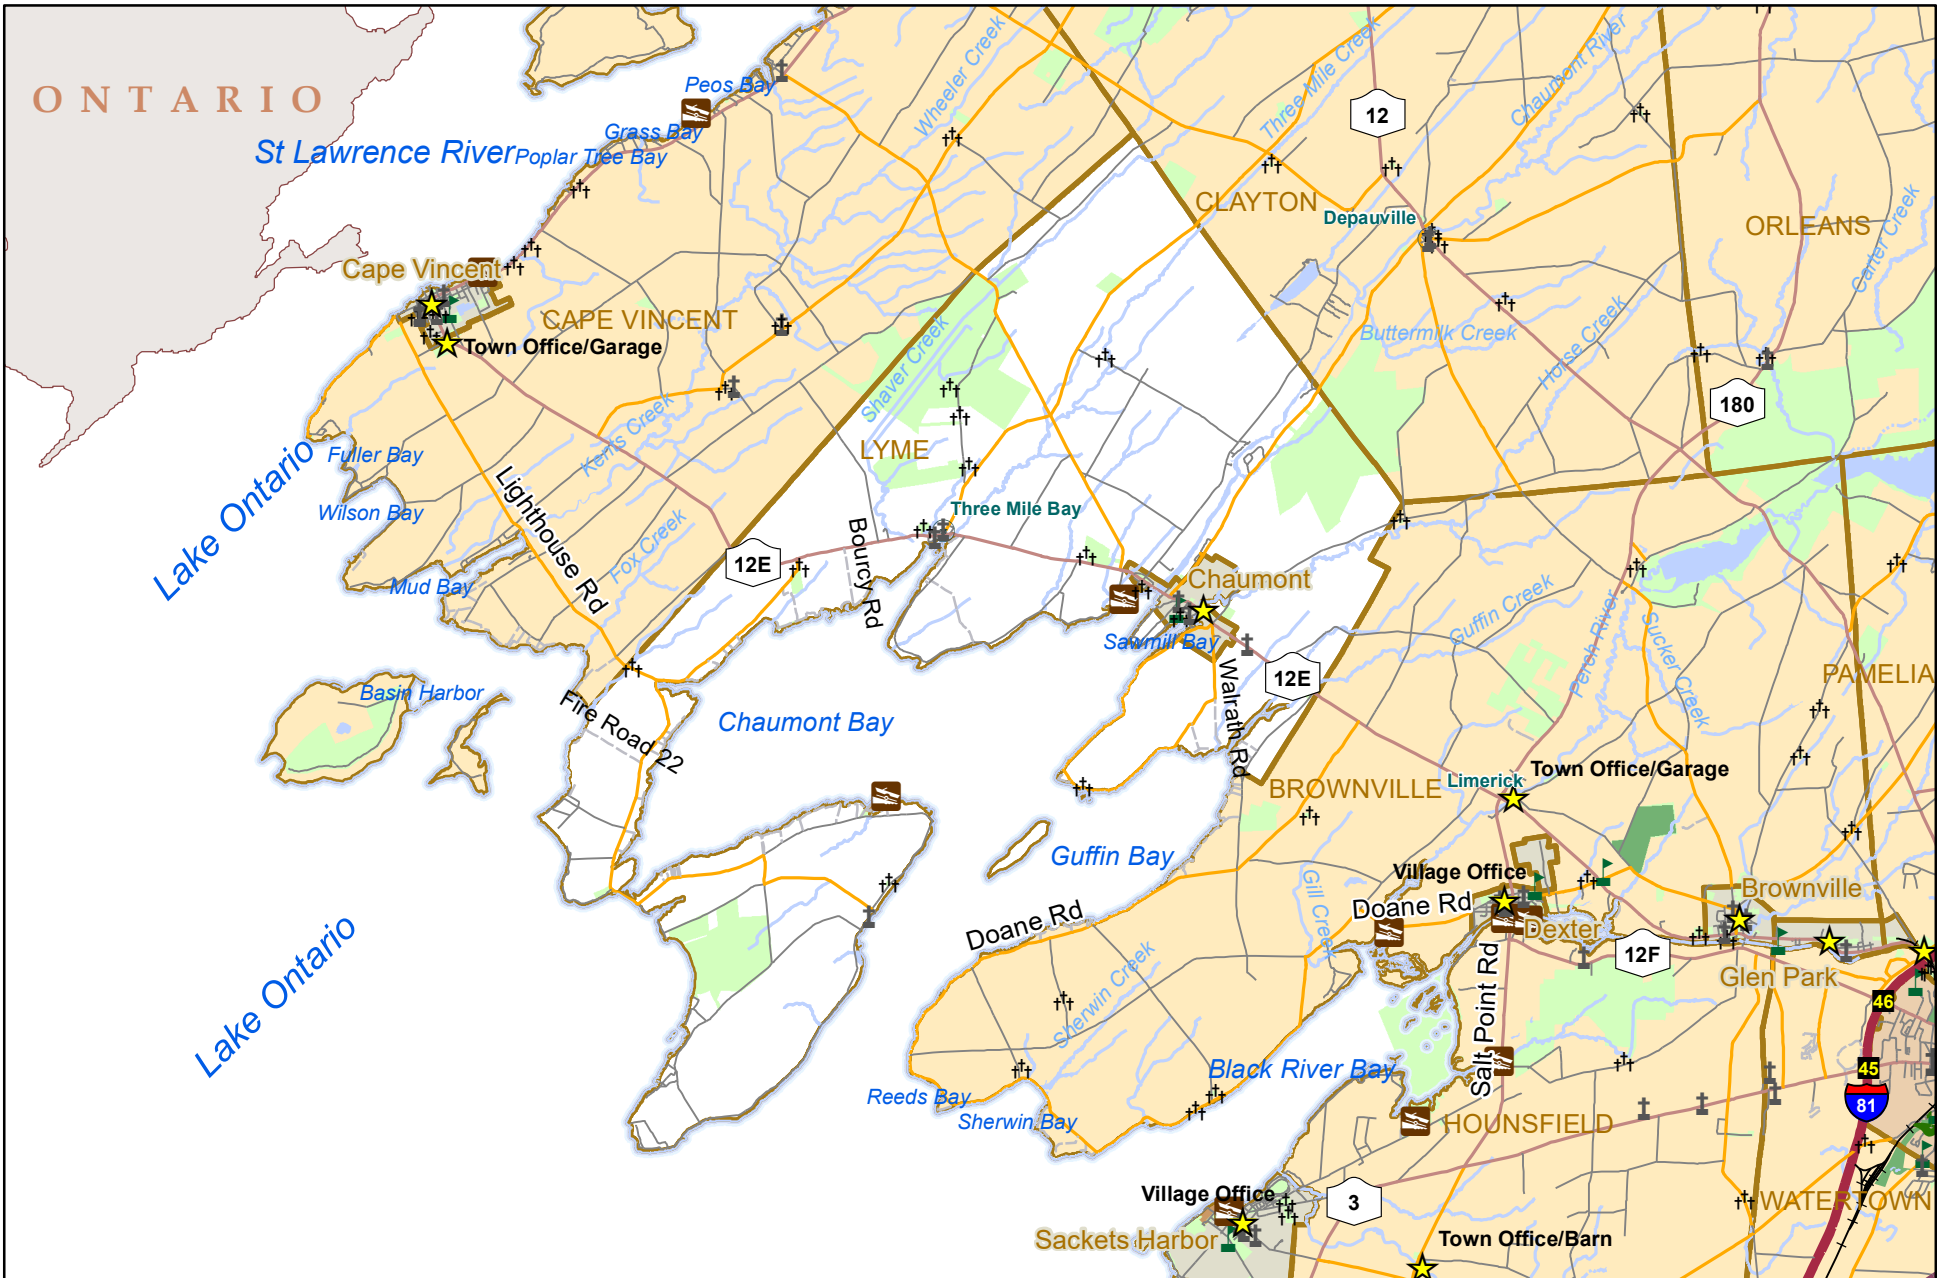 ONTARIO
Peos Bay
Wheeler Creek
Three Mile Creek
Chaumont River
12
Grass Bay
St Lawrence River
Poplar Tree Bay
CLAYTON
Depauville
ORLEANS
Carter Creek
Cape Vincent
CAPE VINCENT
Town Office/Garage
Shaver Creek
Buttermilk Creek
Horse Creek
180
Kents Creek
LYME
Fuller Bay
Lake Ontario
Wilson Bay
Lighthouse Rd
Three Mile Bay
Bourcy Rd
Fox Creek
12E
Mud Bay
Chaumont
Guffin Creek
Perch River
Sucker Creek
Sawmill Bay
Walrath Rd
12E
PAMELIA
Basin Harbor
Fire Road 22
Chaumont Bay
BROWNVILLE
Limerick
Town Office/Garage
Guffin Bay
Village Office
Gill Creek
Doane Rd
Doane Rd
Dexter
Brownville
12F
Glen Park
Lake Ontario
Sherwin Creek
Salt Point Rd
46
Black River Bay
45
81
Reeds Bay
Sherwin Bay
HOUNSFIELD
Village Office
3
WATERTOWN
Sackets Harbor
Town Office/Barn